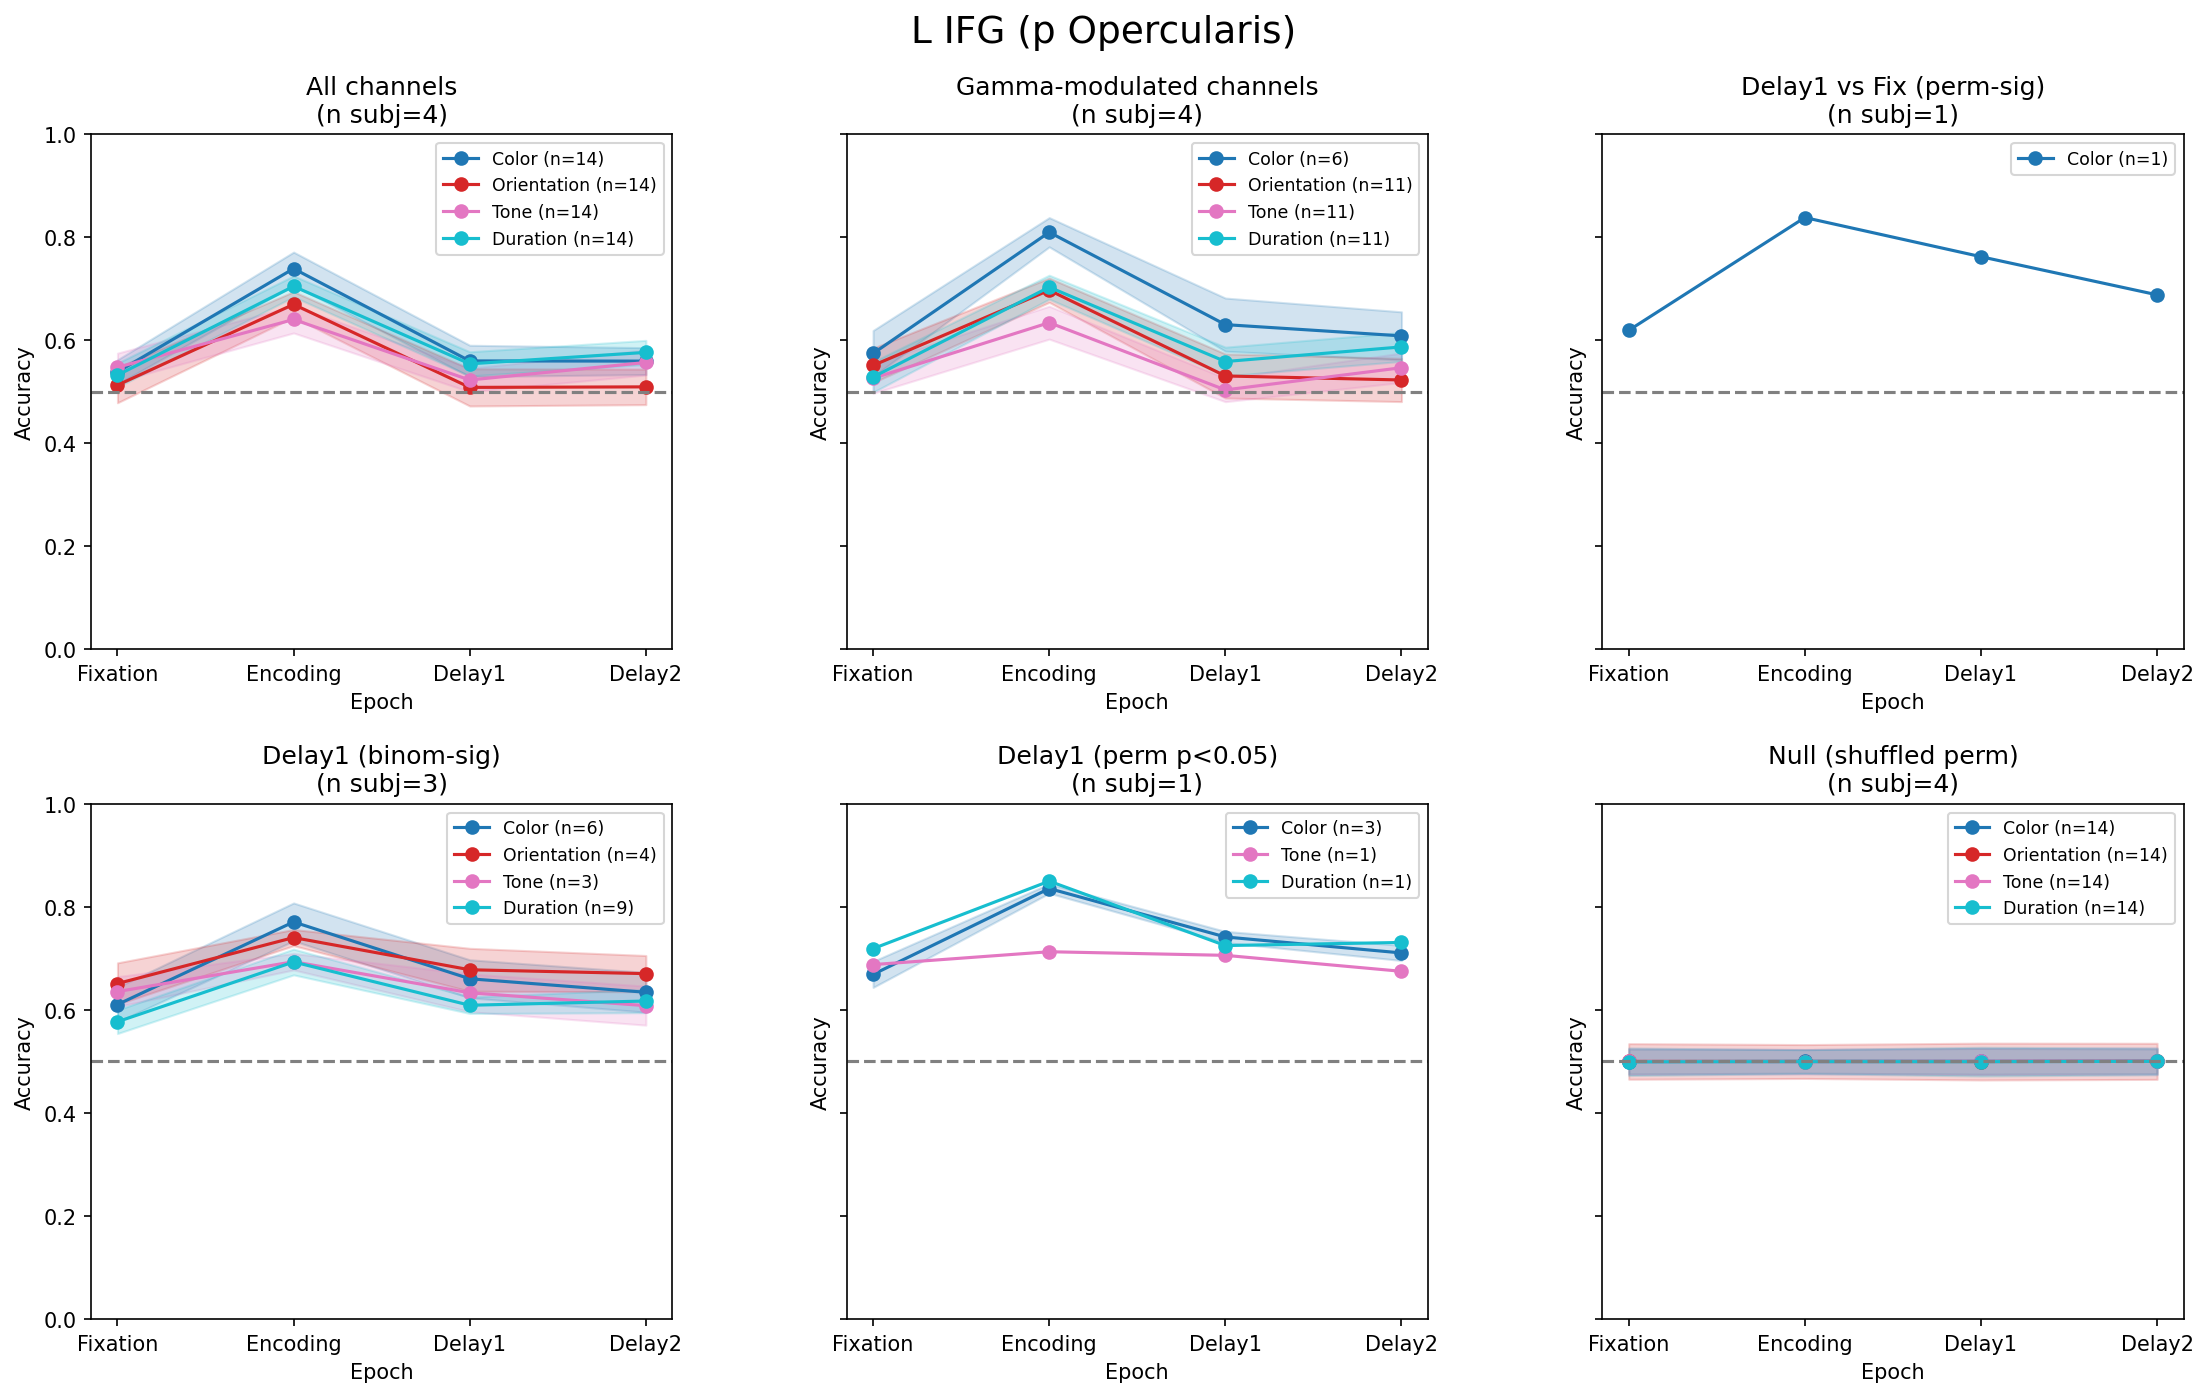 L IFG (p Opercularis)
All channels
(n subj=4)
1.0
0.8
0.6
0.4
0.2
0.0
Accuracy
Color (n=14)
Orientation (n=14)
Tone (n=14)
Duration (n=14)
Fixation Encoding Delay1 Delay2
Epoch
Gamma-modulated channels
(n subj=4)
Accuracy
Color (n=6)
Orientation (n=11)
Tone (n=11)
Duration (n=11)
Fixation Encoding Delay1 Delay2
Epoch
Delay1 vs Fix (perm-sig)
(n subj=1)
Accuracy
Color (n=1)
Fixation Encoding Delay1 Delay2
Epoch
Delay1 (binom-sig)
(n subj=3)
1.0
0.8
0.6
0.4
0.2
0.0
Accuracy
Color (n=6)
Orientation (n=4)
Tone (n=3)
Duration (n=9)
Fixation Encoding Delay1 Delay2
Epoch
Delay1 (perm p<0.05)
(n subj=1)
Accuracy
Color (n=3)
Tone (n=1)
Duration (n=1)
Fixation Encoding Delay1 Delay2
Epoch
Null (shuffled perm)
(n subj=4)
Accuracy
Color (n=14)
Orientation (n=14)
Tone (n=14)
Duration (n=14)
Fixation Encoding Delay1 Delay2
Epoch